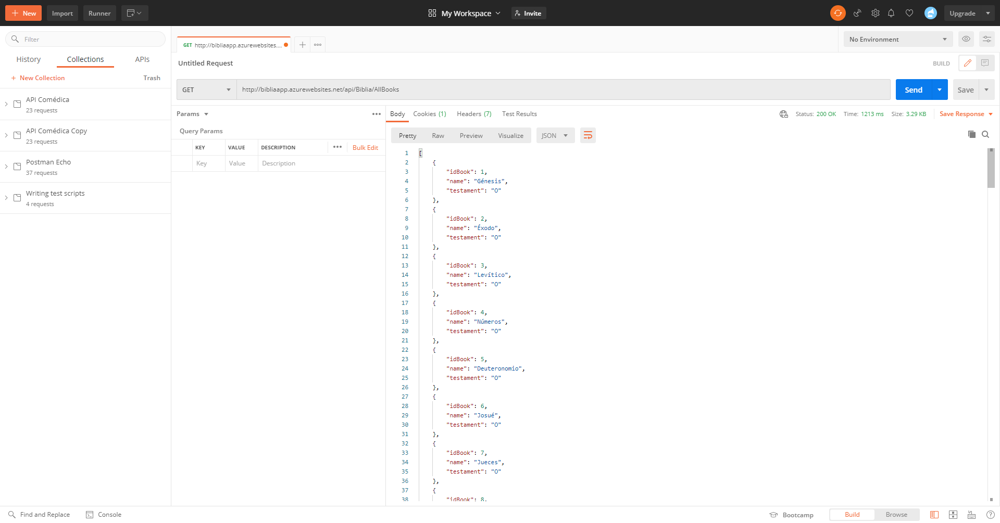 New
Import
Runner
My Workspace
Invite
Upgrade
Filter
History Collections APIs
New Collection
Trash
API Comédica
23 requests
API Comédica Copy
23 requests
Postman Echo
37 requests
Writing test scripts
4 requests
GET http://bibliaapp.azurewebsites....
No Environment
Untitled Request
BUILD
GET
http://bibliaapp.azurewebsites.net/api/Biblia/AllBooks
Send
Save
Params
Query Params
KEY VALUE DESCRIPTION
Bulk Edit
Key Value Description
Body Cookies (1) Headers (7) Test Results
Status: 200 OK Time: 1213 ms Size: 3.29 KB
Save Response
Pretty Raw Preview Visualize
JSON
1 [
2 {
3 "idBook": 1,
4 "name": "Génesis",
5 "testament": "O"
6 },
7 {
8 "idBook": 2,
9 "name": "Éxodo",
10 "testament": "O"
11 },
12 {
13 "idBook": 3,
14 "name": "Levítico",
15 "testament": "O"
16 },
17 {
18 "idBook": 4,
19 "name": "Números",
20 "testament": "O"
21 },
22 {
23 "idBook": 5,
24 "name": "Deuteronomio",
25 "testament": "O"
26 },
27 {
28 "idBook": 6,
29 "name": "Josué",
30 "testament": "O"
31 },
32 {
33 "idBook": 7,
34 "name": "Jueces",
35 "testament": "O"
36 },
37 {
38 "idBook": 8,
Find and Replace
Console
Bootcamp
Build
Browse